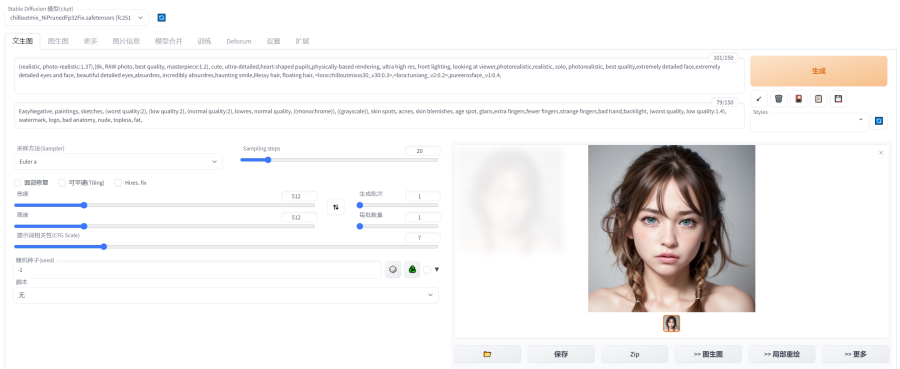 Stable Diffusion 模型(ckpt)
chilloutmix_NiPrunedFp32Fix.safetensors [fc251
文生图 图生图 更多 图片信息 模型合并 训练 Deforum 设置 扩展
101/150
(realistic, photo-realistic:1.37),(8k, RAW photo, best quality, masterpiece:1.2), cute, ultra-detailed,heart-shaped pupils,physically-based rendering, ultra high res, front lighting, looking at viewer,photorealistic,realistic, solo, photorealistic, best quality,extremely detailed face,extremely
detailed eyes and face, beautiful detailed eyes,absurdres, incredibly absurdres,haunting smile,Messy hair, floating hair, <lora:chilloutmixss30_v30:0.3>,<lora:tuniang_v2:0.2>,pureerosface_v1:0.4,
生成
79/150
EasyNegative, paintings, sketches, (worst quality:2), (low quality:2), (normal quality:2), lowres, normal quality, ((monochrome)), ((grayscale)), skin spots, acnes, skin blemishes, age spot, glans,extra fingers,fewer fingers,strange fingers,bad hand,backlight, (worst quality, low quality:1.4),
watermark, logo, bad anatomy, nude, topless, fat,
Styles
采样方法(Sampler)
Euler a
Sampling steps
20
面部修复 可平铺(Tiling) Hires. fix
宽度
512
生成批次
1
高度
512
每批数量
1
提示词相关性(CFG Scale)
7
随机种子(seed)
-1
脚本
无
保存 Zip >> 图生图 >> 局部重绘 >> 更多